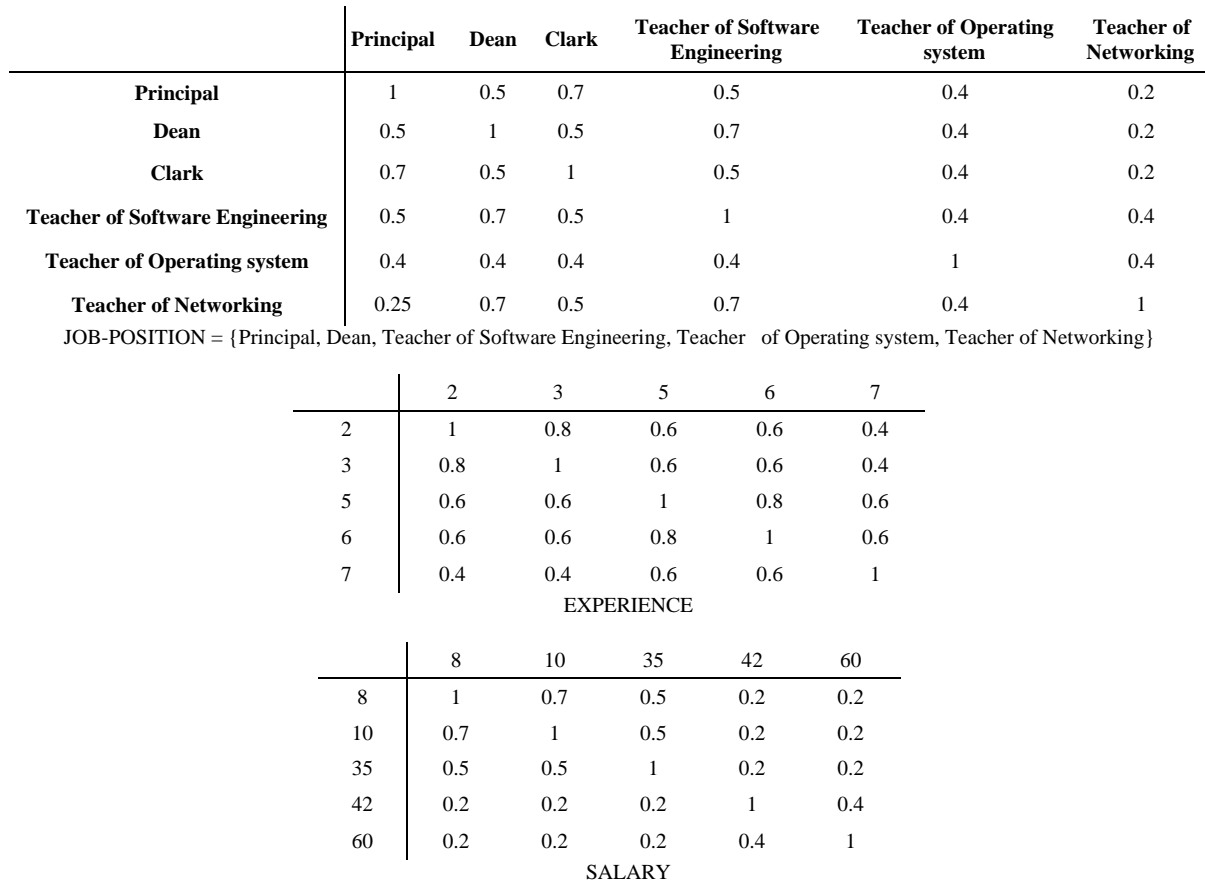 Principal Dean Clark Teacher of Software Engineering Teacher of Operating system Teacher of Networking
Principal 1 0.5 0.7 0.5 0.4 0.2
Dean 0.5 1 0.5 0.7 0.4 0.2
Clark 0.7 0.5 1 0.5 0.4 0.2
Teacher of Software Engineering 0.5 0.7 0.5 1 0.4 0.4
Teacher of Operating system 0.4 0.4 0.4 0.4 1 0.4
Teacher of Networking 0.25 0.7 0.5 0.7 0.4 1
JOB-POSITION = {Principal, Dean, Teacher of Software Engineering, Teacher of Operating system, Teacher of Networking}
2 3 5 6 7
2 1 0.8 0.6 0.6 0.4
3 0.8 1 0.6 0.6 0.4
5 0.6 0.6 1 0.8 0.6
6 0.6 0.6 0.8 1 0.6
7 0.4 0.4 0.6 0.6 1
EXPERIENCE
8 10 35 42 60
8 1 0.7 0.5 0.2 0.2
10 0.7 1 0.5 0.2 0.2
35 0.5 0.5 1 0.2 0.2
42 0.2 0.2 0.2 1 0.4
60 0.2 0.2 0.2 0.4 1
SALARY